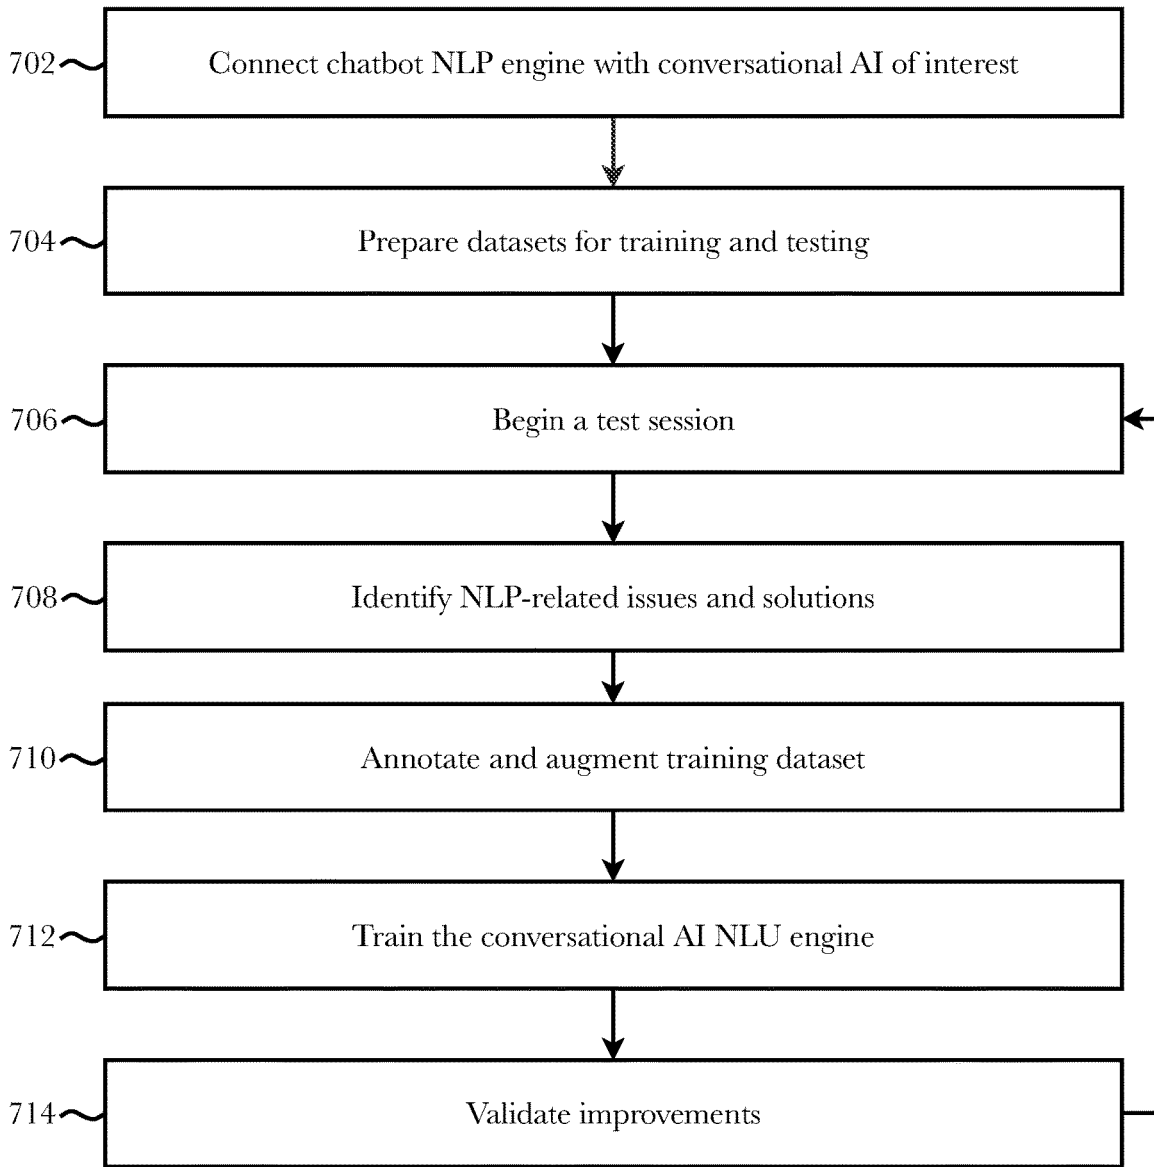 702 Connect chatbot NLP engine with conversational AI of interest
704 Prepare datasets for training and testing
706 Begin a test session
708 Identify NLP-related issues and solutions
710 Annotate and augment training dataset
712 Train the conversational AI NLU engine
714 Validate improvements